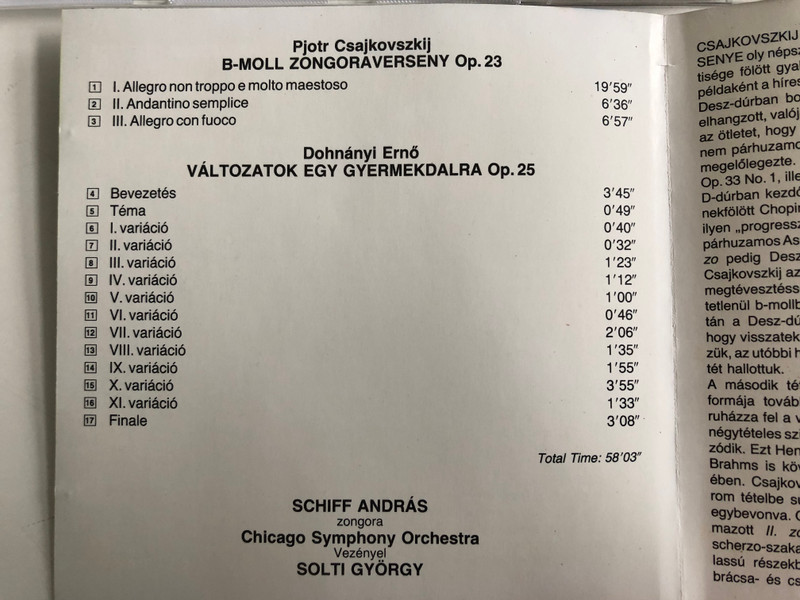 Pjotr Csajkovszkij
B-MOLL ZONGORAVERSENY Op. 23
1 I. Allegro non troppo e molto maestoso 19′59″
2 II. Andantino semplice 6′36″
3 III. Allegro con fuoco 6′57″
Dohnányi Ernő
VÁLTOZATOK EGY GYERMEKDALRA Op. 25
4 Bevezetés 3′45″
5 Téma 0′49″
6 I. variáció 0′40″
7 II. variáció 0′32″
8 III. variáció 1′23″
9 IV. variáció 1′12″
10 V. variáció 1′00″
11 VI. variáció 0′46″
12 VII. variáció 2′06″
13 VIII. variáció 1′35″
14 IX. variáció 1′55″
15 X. variáció 3′55″
16 XI. variáció 1′33″
17 Finale 3′08″
Total Time: 58′03″
SCHIFF ANDRÁS
zongora
Chicago Symphony Orchestra
Vezényel
SOLTI GYÖRGY
CSAJKOVSZKIJ
SENYE oly népsz
tisége fölött gya
példaként a híres
Desz-dúrban bo
elhangzott, valój
az ötletet, hogy
nem párhuzamo
megelőlegezte.
Op. 33 No. 1, ille
D-dúrban kezdő
nekfölött Chopin
ilyen „progressz
párhuzamos As
zo pedig Desz
Csajkovszkij az
megtévesztéss
tetlenül b-mollb
tán a Desz-dú
hogy visszatek
zük, az utóbbi h
tét hallottuk.
A második té
formája továb
ruházza fel a v
négytételes szi
ződik. Ezt Hen
Brahms is köv
ében. Csajkov
rom tételbe sű
egybevonva. 
mazott II. zo
scherzo-szaka
lassú részekb
brácsa- és cs